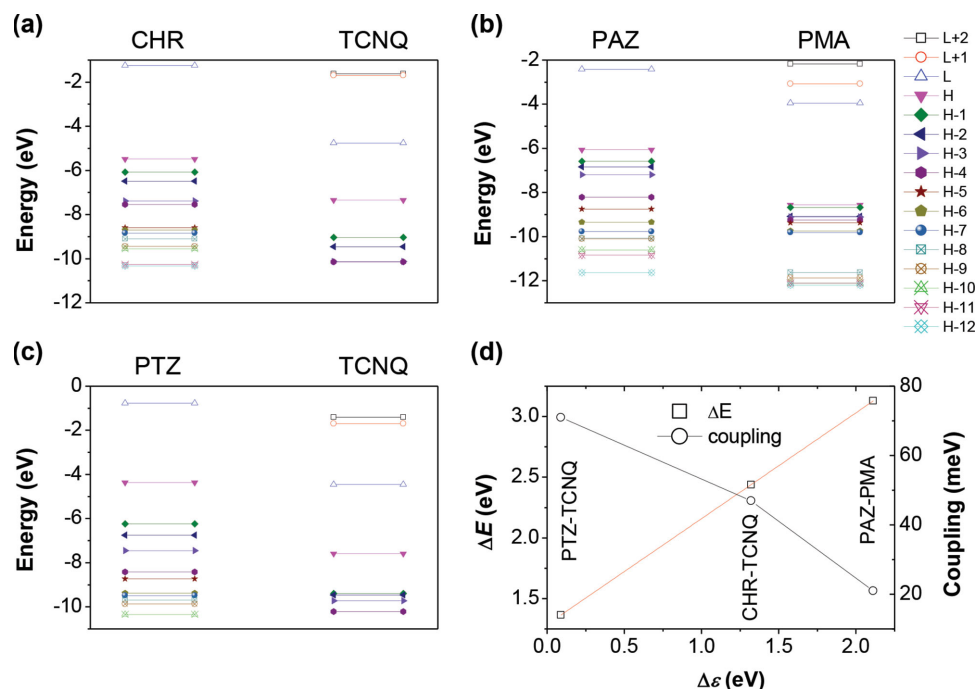 (a)
CHR TCNQ
-2
-4
-6
-8
-10
-12
Energy (eV)
(b)
PAZ PMA
-2
-4
-6
-8
-10
-12
Energy (eV)
L+2
L+1
L
H
H-1
H-2
H-3
H-4
H-5
H-6
H-7
H-8
H-9
H-10
H-11
H-12
(c)
PTZ TCNQ
0
-2
-4
-6
-8
-10
Energy (eV)
(d)
ΔE
coupling
3.0
2.5
2.0
1.5
ΔE (eV)
80
60
40
20
Coupling (meV)
PTZ-TCNQ
CHR-TCNQ
PAZ-PMA
0.0 0.5 1.0 1.5 2.0
Δε (eV)